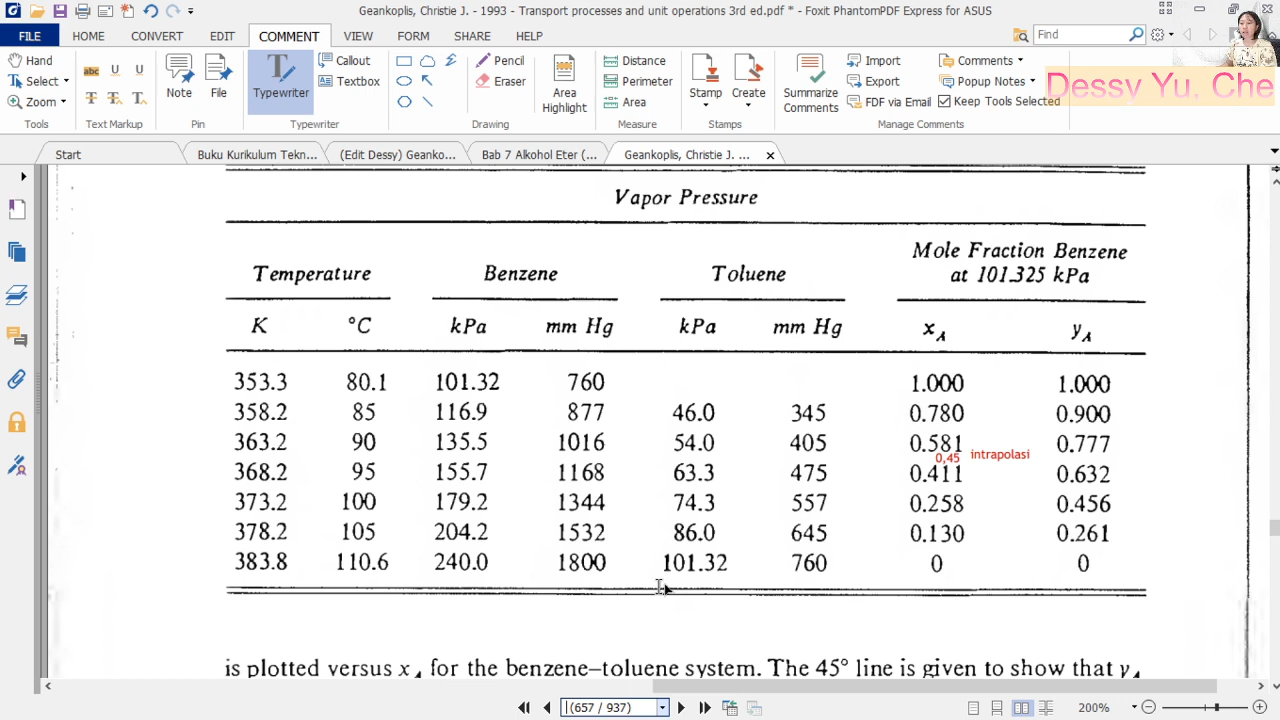 Geankoplis, Christie J. - 1993 - Transport processes and unit operations 3rd ed.pdf * - Foxit PhantomPDF Express for ASUS
FILE HOME CONVERT EDIT COMMENT VIEW FORM SHARE HELP Find
Hand Select Zoom Tools
abc U U T T T Text Markup
Note File Pin
Typewriter Callout Textbox Typewriter
Pencil Eraser Area Highlight Drawing
Distance Perimeter Area Measure
Stamp Create Stamps
Summarize Comments Import Export FDF via Email Comments Popup Notes Keep Tools Selected Manage Comments
Dessy Yu, Che
Start Buku Kurikulum Tekn... (Edit Dessy) Geanko... Bab 7 Alkohol Eter (... Geankoplis, Christie J. ...
Vapor Pressure
Mole Fraction Benzene
Temperature Benzene Toluene at 101.325 kPa
K °C kPa mm Hg kPa mm Hg xA yA
353.3 80.1 101.32 760 1.000 1.000
358.2 85 116.9 877 46.0 345 0.780 0.900
363.2 90 135.5 1016 54.0 405 0.581 0.777
0,45 intrapolasi
368.2 95 155.7 1168 63.3 475 0.411 0.632
373.2 100 179.2 1344 74.3 557 0.258 0.456
378.2 105 204.2 1532 86.0 645 0.130 0.261
383.8 110.6 240.0 1800 101.32 760 0 0
is plotted versus xA for the benzene–toluene system. The 45° line is given to show that yA
(657 / 937) 200%